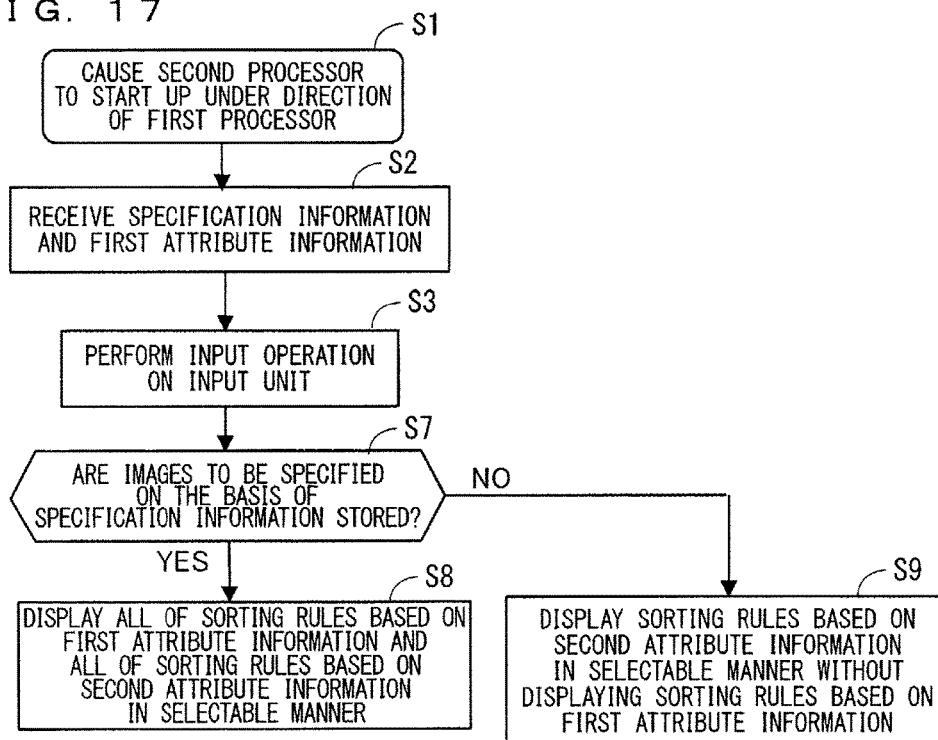 I G. 17
S1
CAUSE SECOND PROCESSOR
TO START UP UNDER DIRECTION
OF FIRST PROCESSOR
S2
RECEIVE SPECIFICATION INFORMATION
AND FIRST ATTRIBUTE INFORMATION
S3
PERFORM INPUT OPERATION
ON INPUT UNIT
S7
ARE IMAGES TO BE SPECIFIED
ON THE BASIS OF
SPECIFICATION INFORMATION STORED?
NO
YES
S8
DISPLAY ALL OF SORTING RULES BASED ON
FIRST ATTRIBUTE INFORMATION AND
ALL OF SORTING RULES BASED ON
SECOND ATTRIBUTE INFORMATION
IN SELECTABLE MANNER
S9
DISPLAY SORTING RULES BASED ON
SECOND ATTRIBUTE INFORMATION
IN SELECTABLE MANNER WITHOUT
DISPLAYING SORTING RULES BASED ON
FIRST ATTRIBUTE INFORMATION